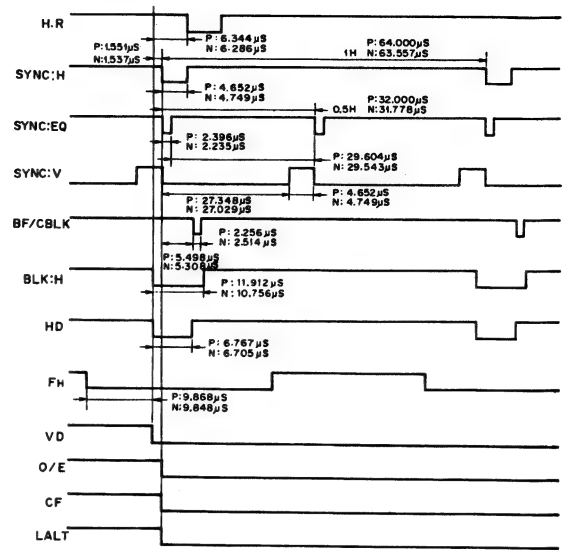 H.R
P: 6.344µS
N: 6.286µS
P:1.551µS
N:1.537µS
P:64.000µS
1H
N:63.557µS
SYNC:H
P: 4.652µS
N: 4.749µS
0.5H
P:32.000µS
N:31.778µS
SYNC:EQ
P: 2.396µS
N: 2.235µS
P:29.604µS
N:29.543µS
SYNC:V
P:27.348µS
N: 27.029µS
P:4.652µS
N: 4.749µS
BF/CBLK
P: 2.256µS
N: 2.514µS
P:5.498µS
N:5.308µS
BLK:H
P:11.912µS
N: 10.756µS
HD
P: 6.767µS
N: 6.705µS
FH
P:9.868µS
N:9.848µS
VD
O/E
CF
LALT